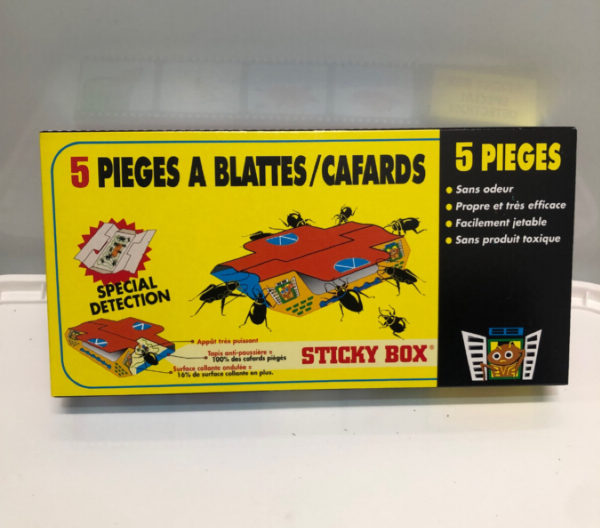 5 PIEGES A BLATTES/CAFARDS
SPECIAL
DETECTION
Appât très puissant
Tapis anti-poussière =
100% des cafards piégés
Surface collante ondulée =
16% de surface collante en plus.
STICKY BOX®
5 PIEGES
Sans odeur
Propre et très efficace
Facilement jetable
Sans produit toxique